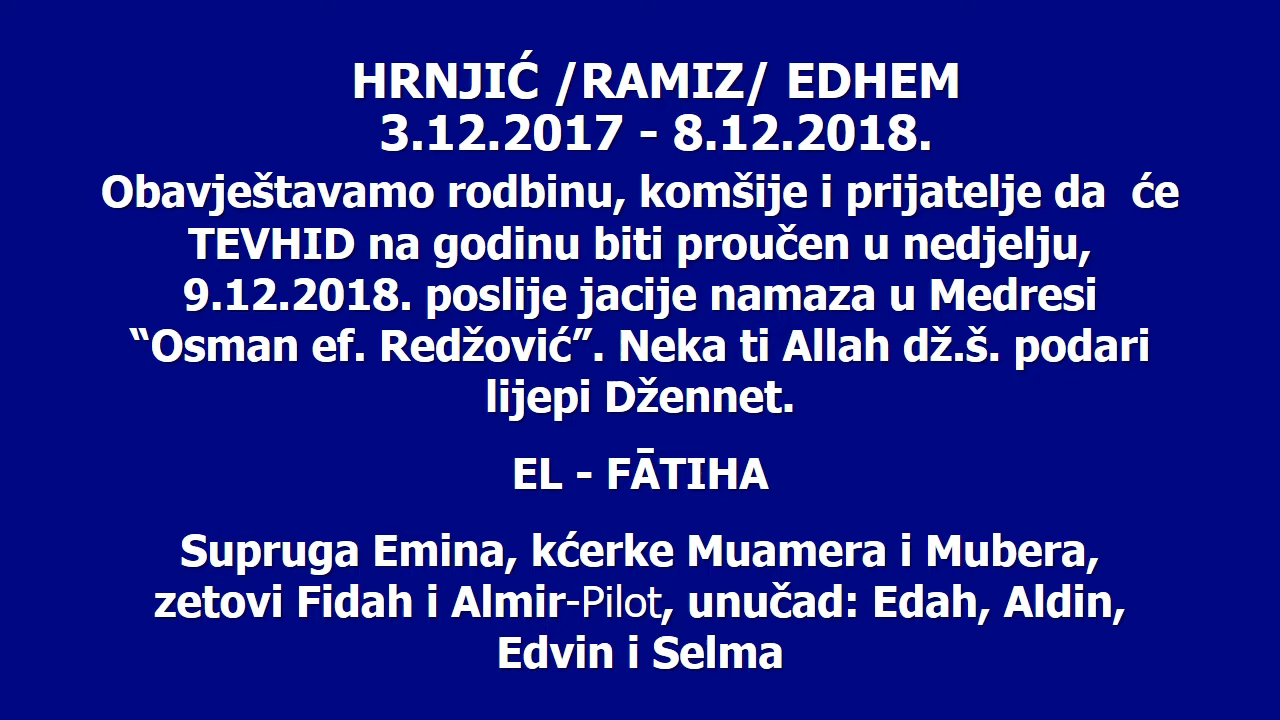 HRNJIĆ /RAMIZ/ EDHEM
3.12.2017 - 8.12.2018.
Obavještavamo rodbinu, komšije i prijatelje da će
TEVHID na godinu biti proučen u nedjelju,
9.12.2018. poslije jacije namaza u Medresi
“Osman ef. Redžović”. Neka ti Allah dž.š. podari
lijepi Džennet.
EL - FĀTIHA
Supruga Emina, kćerke Muamera i Mubera,
zetovi Fidah i Almir-Pilot, unučad: Edah, Aldin,
Edvin i Selma